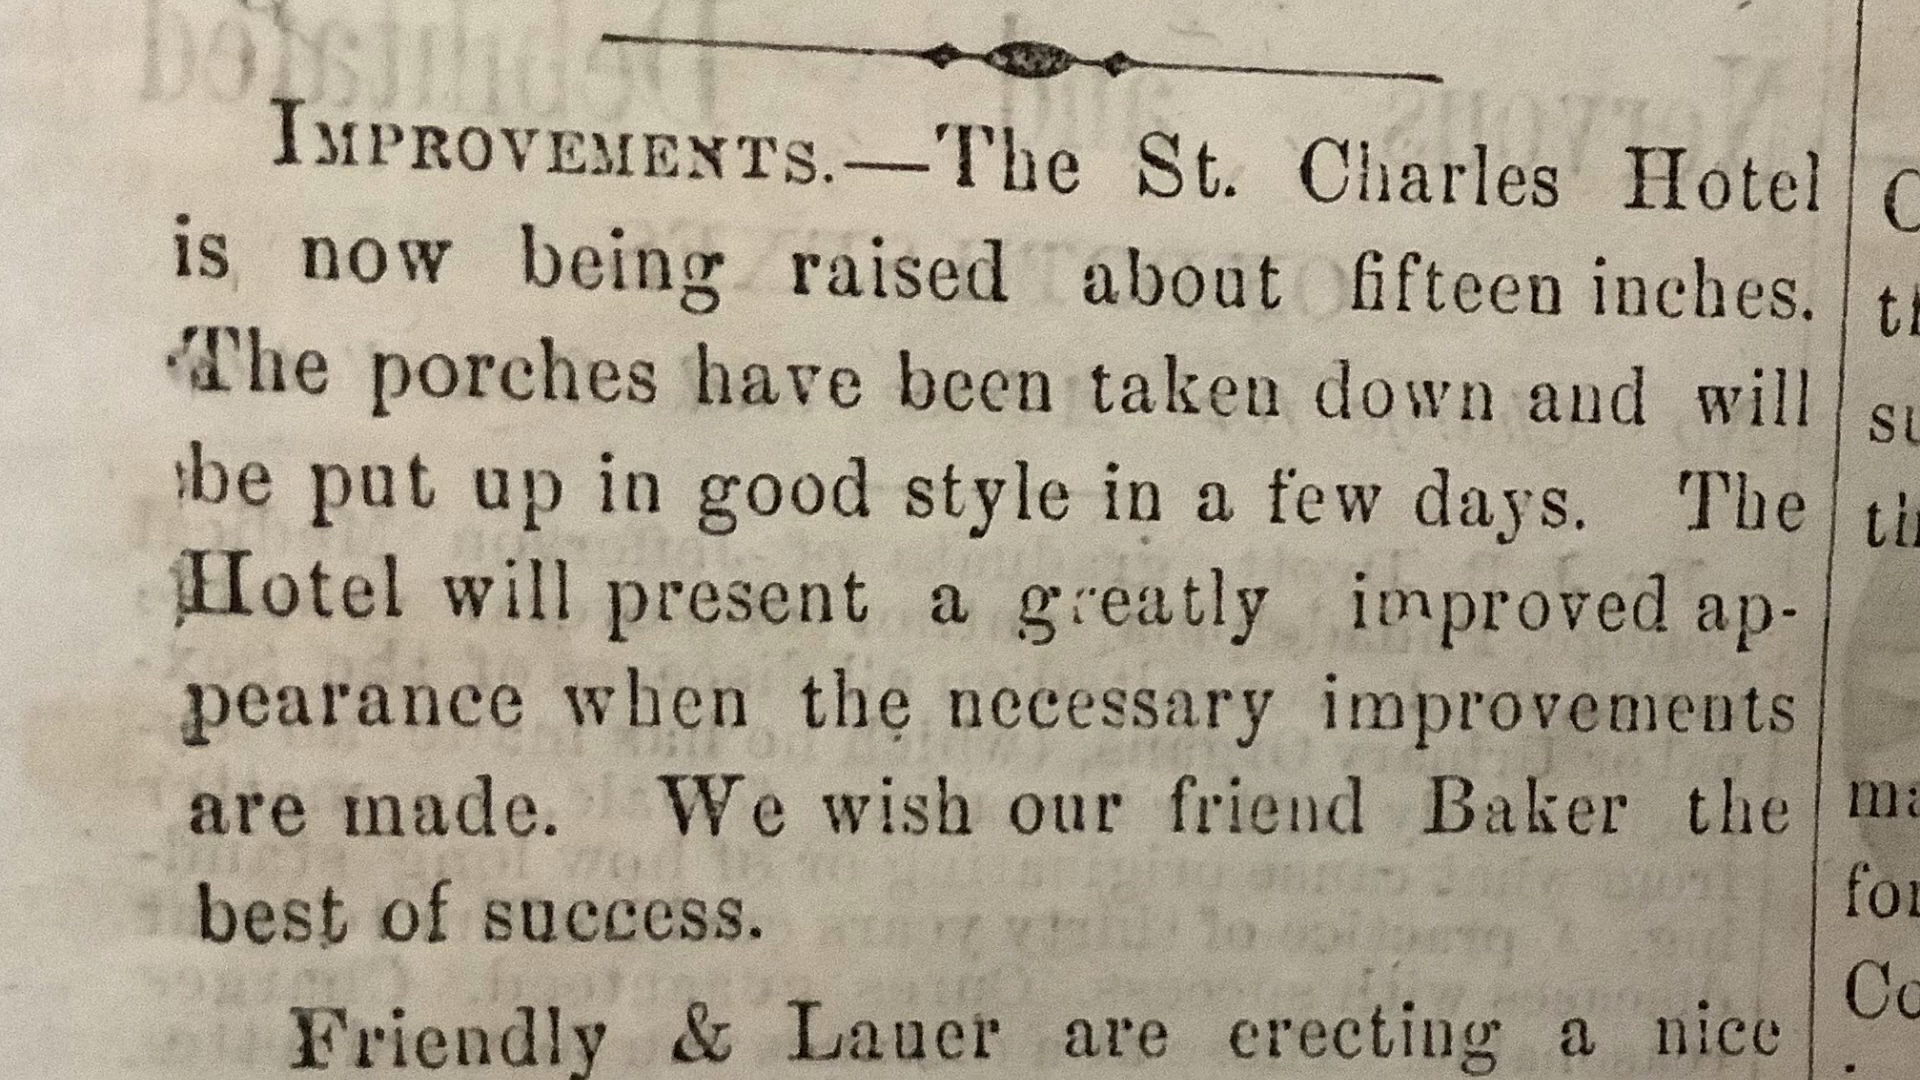 IMPROVEMENTS.—The St. Charles Hotel
is now being raised about fifteen inches.
The porches have been taken down and will
be put up in good style in a few days. The
Hotel will present a greatly improved ap-
pearance when the necessary improvements
are made. We wish our friend Baker the
best of success.
Friendly & Lauer are erecting a nice